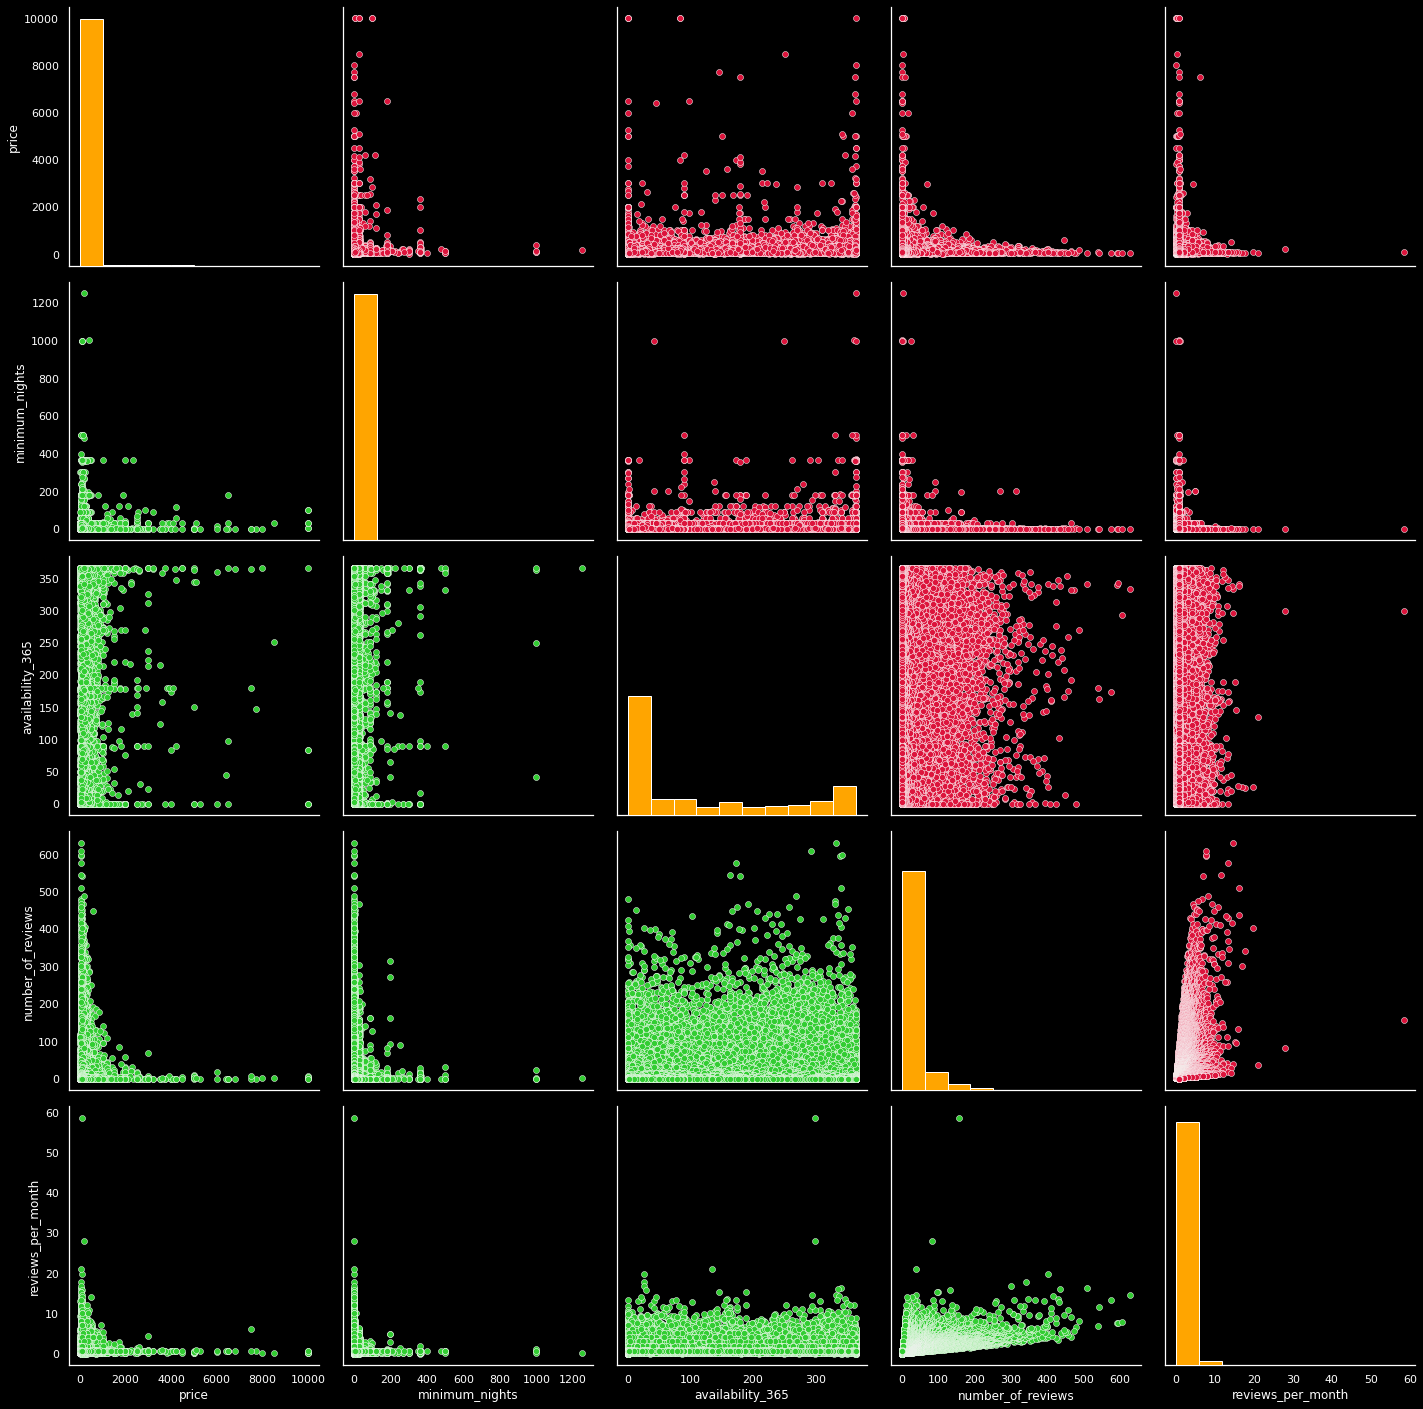 10000
8000
6000
4000
2000
0
price
1200
1000
800
600
400
200
0
minimum_nights
350
300
250
200
150
100
50
0
availability_365
600
500
400
300
200
100
0
number_of_reviews
60
50
40
30
20
10
0
reviews_per_month
0 2000 4000 6000 8000 10000
price
0 200 400 600 800 1000 1200
minimum_nights
0 100 200 300
availability_365
0 100 200 300 400 500 600
number_of_reviews
0 10 20 30 40 50 60
reviews_per_month